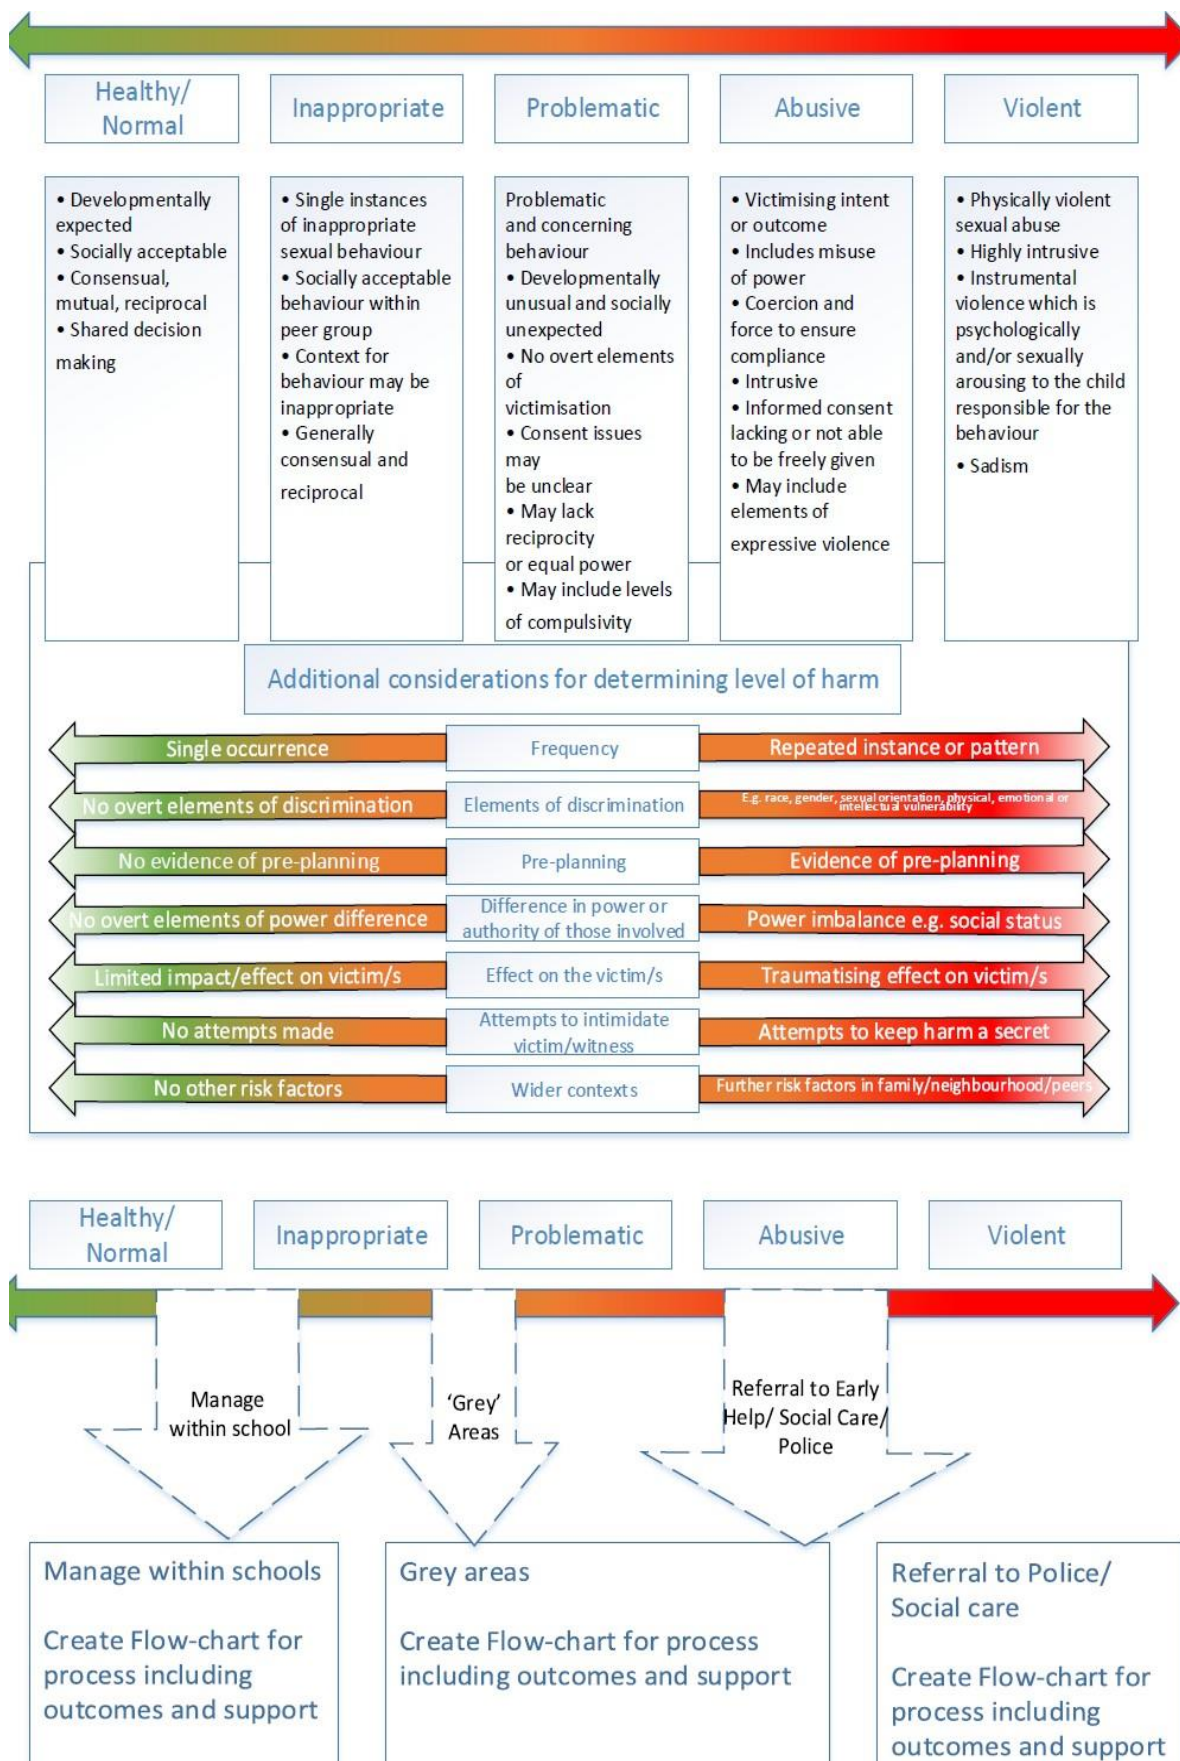 Healthy/
Normal
Inappropriate
Problematic
Abusive
Violent
• Developmentally
expected
• Socially acceptable
• Consensual,
mutual, reciprocal
• Shared decision
making
• Single instances
of inappropriate
sexual behaviour
• Socially acceptable
behaviour within
peer group
• Context for
behaviour may be
inappropriate
• Generally
consensual and
reciprocal
Problematic
and concerning
behaviour
• Developmentally
unusual and socially
unexpected
• No overt elements
of
victimisation
• Consent issues
may
be unclear
• May lack
reciprocity
or equal power
• May include levels
of compulsivity
• Victimising intent
or outcome
• Includes misuse
of power
• Coercion and
force to ensure
compliance
• Intrusive
• Informed consent
lacking or not able
to be freely given
• May include
elements of
expressive violence
• Physically violent
sexual abuse
• Highly intrusive
• Instrumental
violence which is
psychologically
and/or sexually
arousing to the child
responsible for the
behaviour
• Sadism
Additional considerations for determining level of harm
Single occurrence
Frequency
Repeated instance or pattern
No overt elements of discrimination
Elements of discrimination
E.g. race, gender, sexual orientation, physical, emotional or
intellectual vulnerability
No evidence of pre-planning
Pre-planning
Evidence of pre-planning
No overt elements of power difference
Difference in power or
authority of those involved
Power imbalance e.g. social status
Limited impact/effect on victim/s
Effect on the victim/s
Traumatising effect on victim/s
No attempts made
Attempts to intimidate
victim/witness
Attempts to keep harm a secret
No other risk factors
Wider contexts
Further risk factors in family/neighbourhood/peers
Healthy/
Normal
Inappropriate
Problematic
Abusive
Violent
Manage
within school
‘Grey’
Areas
Referral to Early
Help/ Social Care/
Police
Manage within schools
Create Flow-chart for
process including
outcomes and support
Grey areas
Create Flow-chart for process
including outcomes and support
Referral to Police/
Social care
Create Flow-chart for
process including
outcomes and support